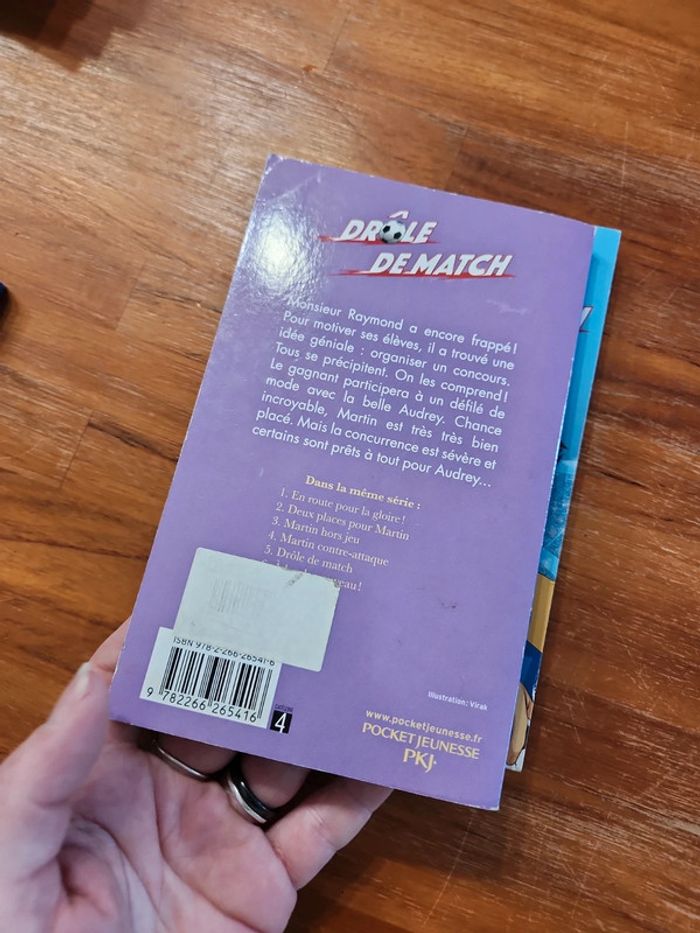 DRÔLE
DE MATCH
Monsieur Raymond a encore frappé !
Pour motiver ses élèves, il a trouvé une
idée géniale : organiser un concours.
Tous se précipitent. On les comprend !
Le gagnant participera à un défilé de
mode avec la belle Audrey. Chance
incroyable, Martin est très très bien
placé. Mais la concurrence est sévère et
certains sont prêts à tout pour Audrey...
Dans la même série :
1. En route pour la gloire !
2. Deux places pour Martin
3. Martin hors jeu
4. Martin contre-attaque
5. Drôle de match
ISBN 978-2-266-26541-6
9 782266 265416
catégorie
4
Illustration : Virak
www.pocketjeunesse.fr
POCKET JEUNESSE
PKJ·